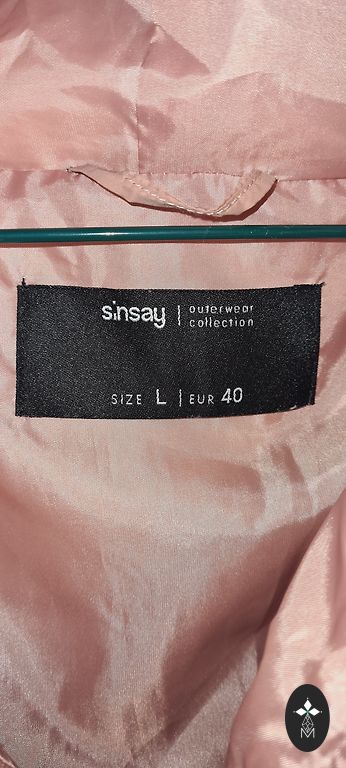 sinsay | outerwear
collection
SIZE L | EUR 40
M